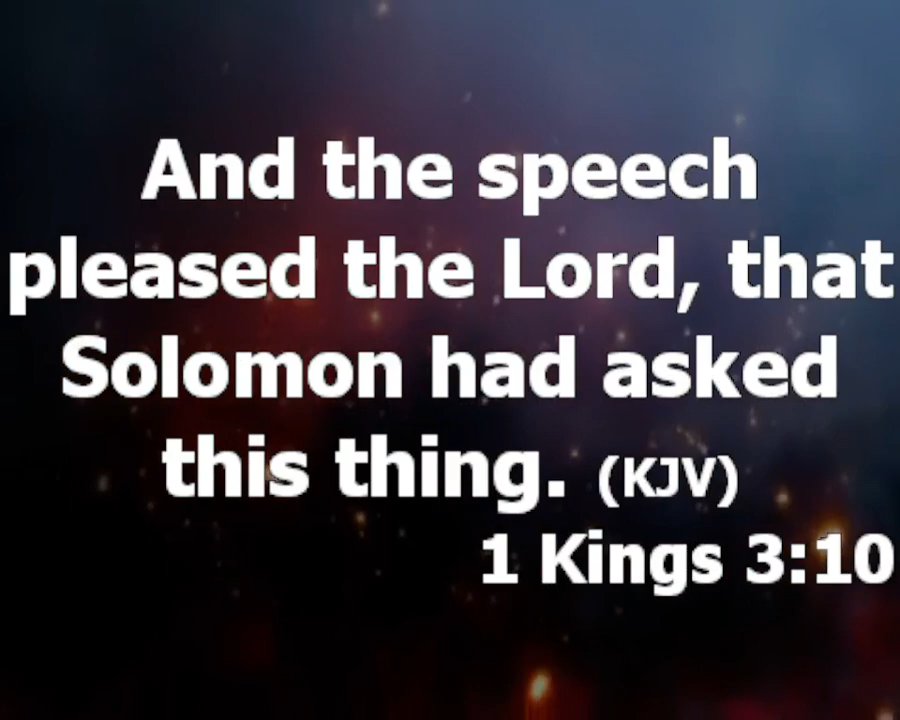 And the speech
pleased the Lord, that
Solomon had asked
this thing. (KJV)
1 Kings 3:10